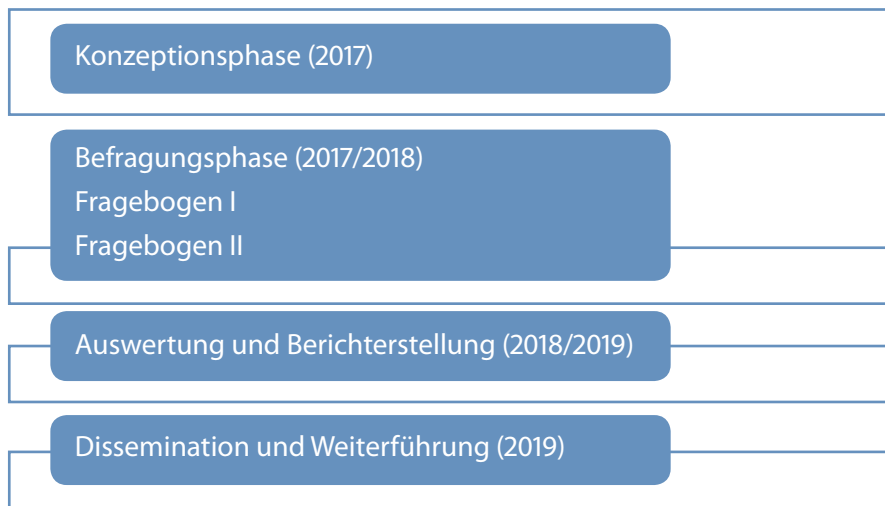 Konzeptionsphase (2017)
Befragungsphase (2017/2018)
Fragebogen I
Fragebogen II
Auswertung und Berichterstellung (2018/2019)
Dissemination und Weiterführung (2019)